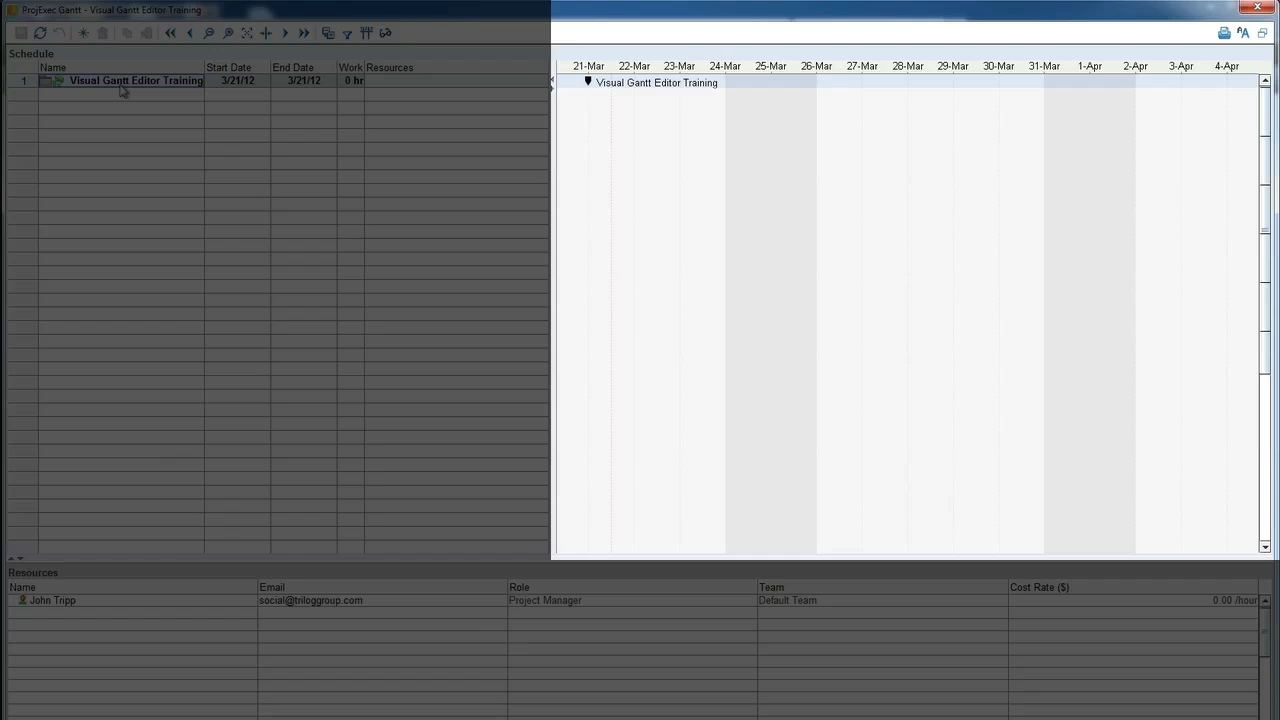 ProjExec Gantt - Visual Gantt Editor Training
Schedule
Name Start Date End Date Work Resources
1 Visual Gantt Editor Training 3/21/12 3/21/12 0 hr
21-Mar 22-Mar 23-Mar 24-Mar 25-Mar 26-Mar 27-Mar 28-Mar 29-Mar 30-Mar 31-Mar 1-Apr 2-Apr 3-Apr 4-Apr
Visual Gantt Editor Training
Resources
Name Email Role Team Cost Rate ($)
John Tripp social@triloggroup.com Project Manager Default Team 0.00 /hour